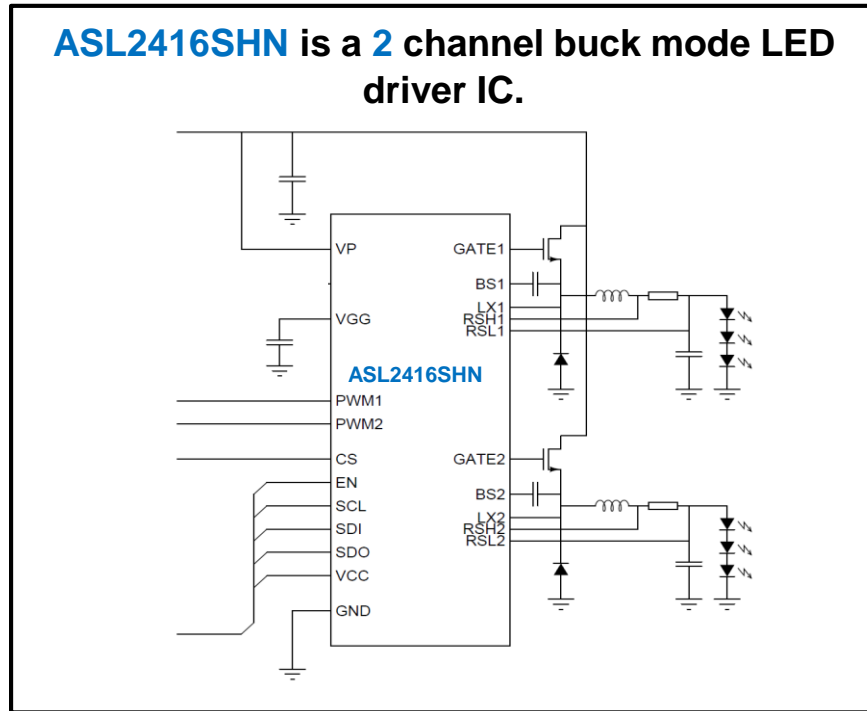 ASL2416SHN is a 2 channel buck mode LED
driver IC.
VP
GATE1
BS1
LX1
RSH1
RSL1
VGG
ASL2416SHN
PWM1
PWM2
CS
GATE2
EN
BS2
SCL
LX2
SDI
RSH2
RSL2
SDO
VCC
GND